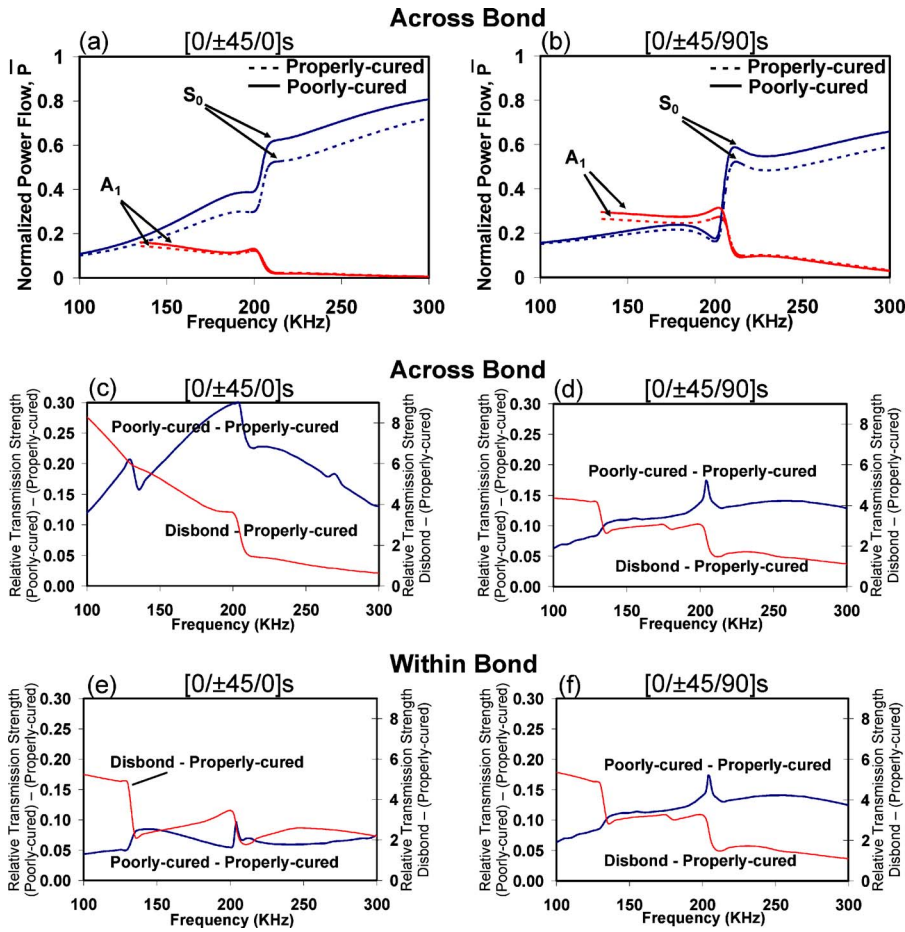 Across Bond
(a) [0/±45/0]s
(b) [0/±45/90]s
Normalized Power Flow, P̅
1
0.8
0.6
0.4
0.2
0
Properly-cured
Poorly-cured
S0
A1
100 150 200 250 300
Frequency (KHz)
Normalized Power Flow, P̅
1
0.8
0.6
0.4
0.2
0
Properly-cured
Poorly-cured
S0
A1
100 150 200 250 300
Frequency (KHz)
Across Bond
(c) [0/±45/0]s
(d) [0/±45/90]s
Relative Transmission Strength
(Poorly-cured) – (Properly-cured)
0.30
0.25
0.20
0.15
0.10
0.05
0.00
Poorly-cured - Properly-cured
Disbond - Properly-cured
8
6
4
2
0
Relative Transmission Strength
Disbond – (Properly-cured)
100 150 200 250 300
Frequency (KHz)
Relative Transmission Strength
(Poorly-cured) – (Properly-cured)
0.30
0.25
0.20
0.15
0.10
0.05
0.00
Poorly-cured - Properly-cured
Disbond - Properly-cured
8
6
4
2
0
Relative Transmission Strength
Disbond – (Properly-cured)
100 150 200 250 300
Frequency (KHz)
Within Bond
(e) [0/±45/0]s
(f) [0/±45/90]s
Relative Transmission Strength
(Poorly-cured) – (Properly-cured)
0.30
0.25
0.20
0.15
0.10
0.05
0.00
Disbond - Properly-cured
Poorly-cured - Properly-cured
8
6
4
2
0
Relative Transmission Strength
Disbond – (Properly-cured)
100 150 200 250 300
Frequency (KHz)
Relative Transmission Strength
(Poorly-cured) – (Properly-cured)
0.30
0.25
0.20
0.15
0.10
0.05
0.00
Poorly-cured - Properly-cured
Disbond - Properly-cured
8
6
4
2
0
Relative Transmission Strength
Disbond – (Properly-cured)
100 150 200 250 300
Frequency (KHz)